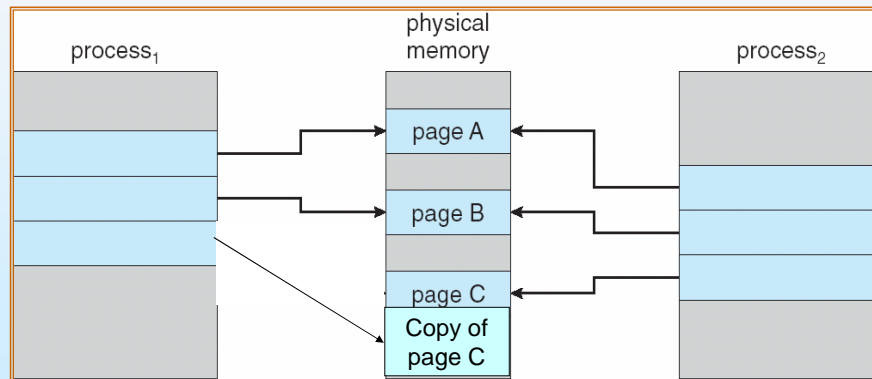 physical
memory
process₁
process₂
page A
page B
page C
Copy of
page C